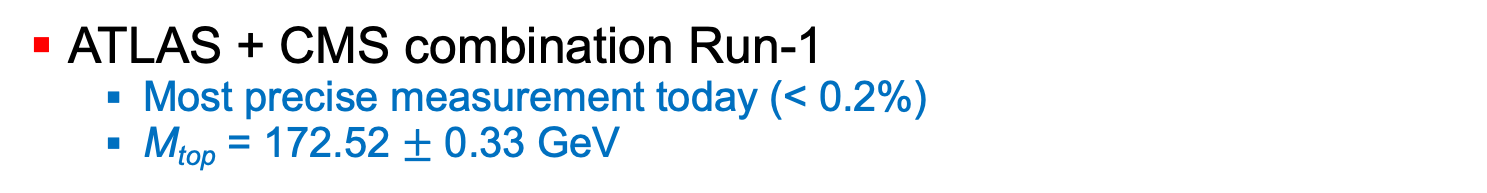 ▪ ATLAS + CMS combination Run-1
▪ Most precise measurement today (< 0.2%)
▪ Mtop = 172.52 ± 0.33 GeV